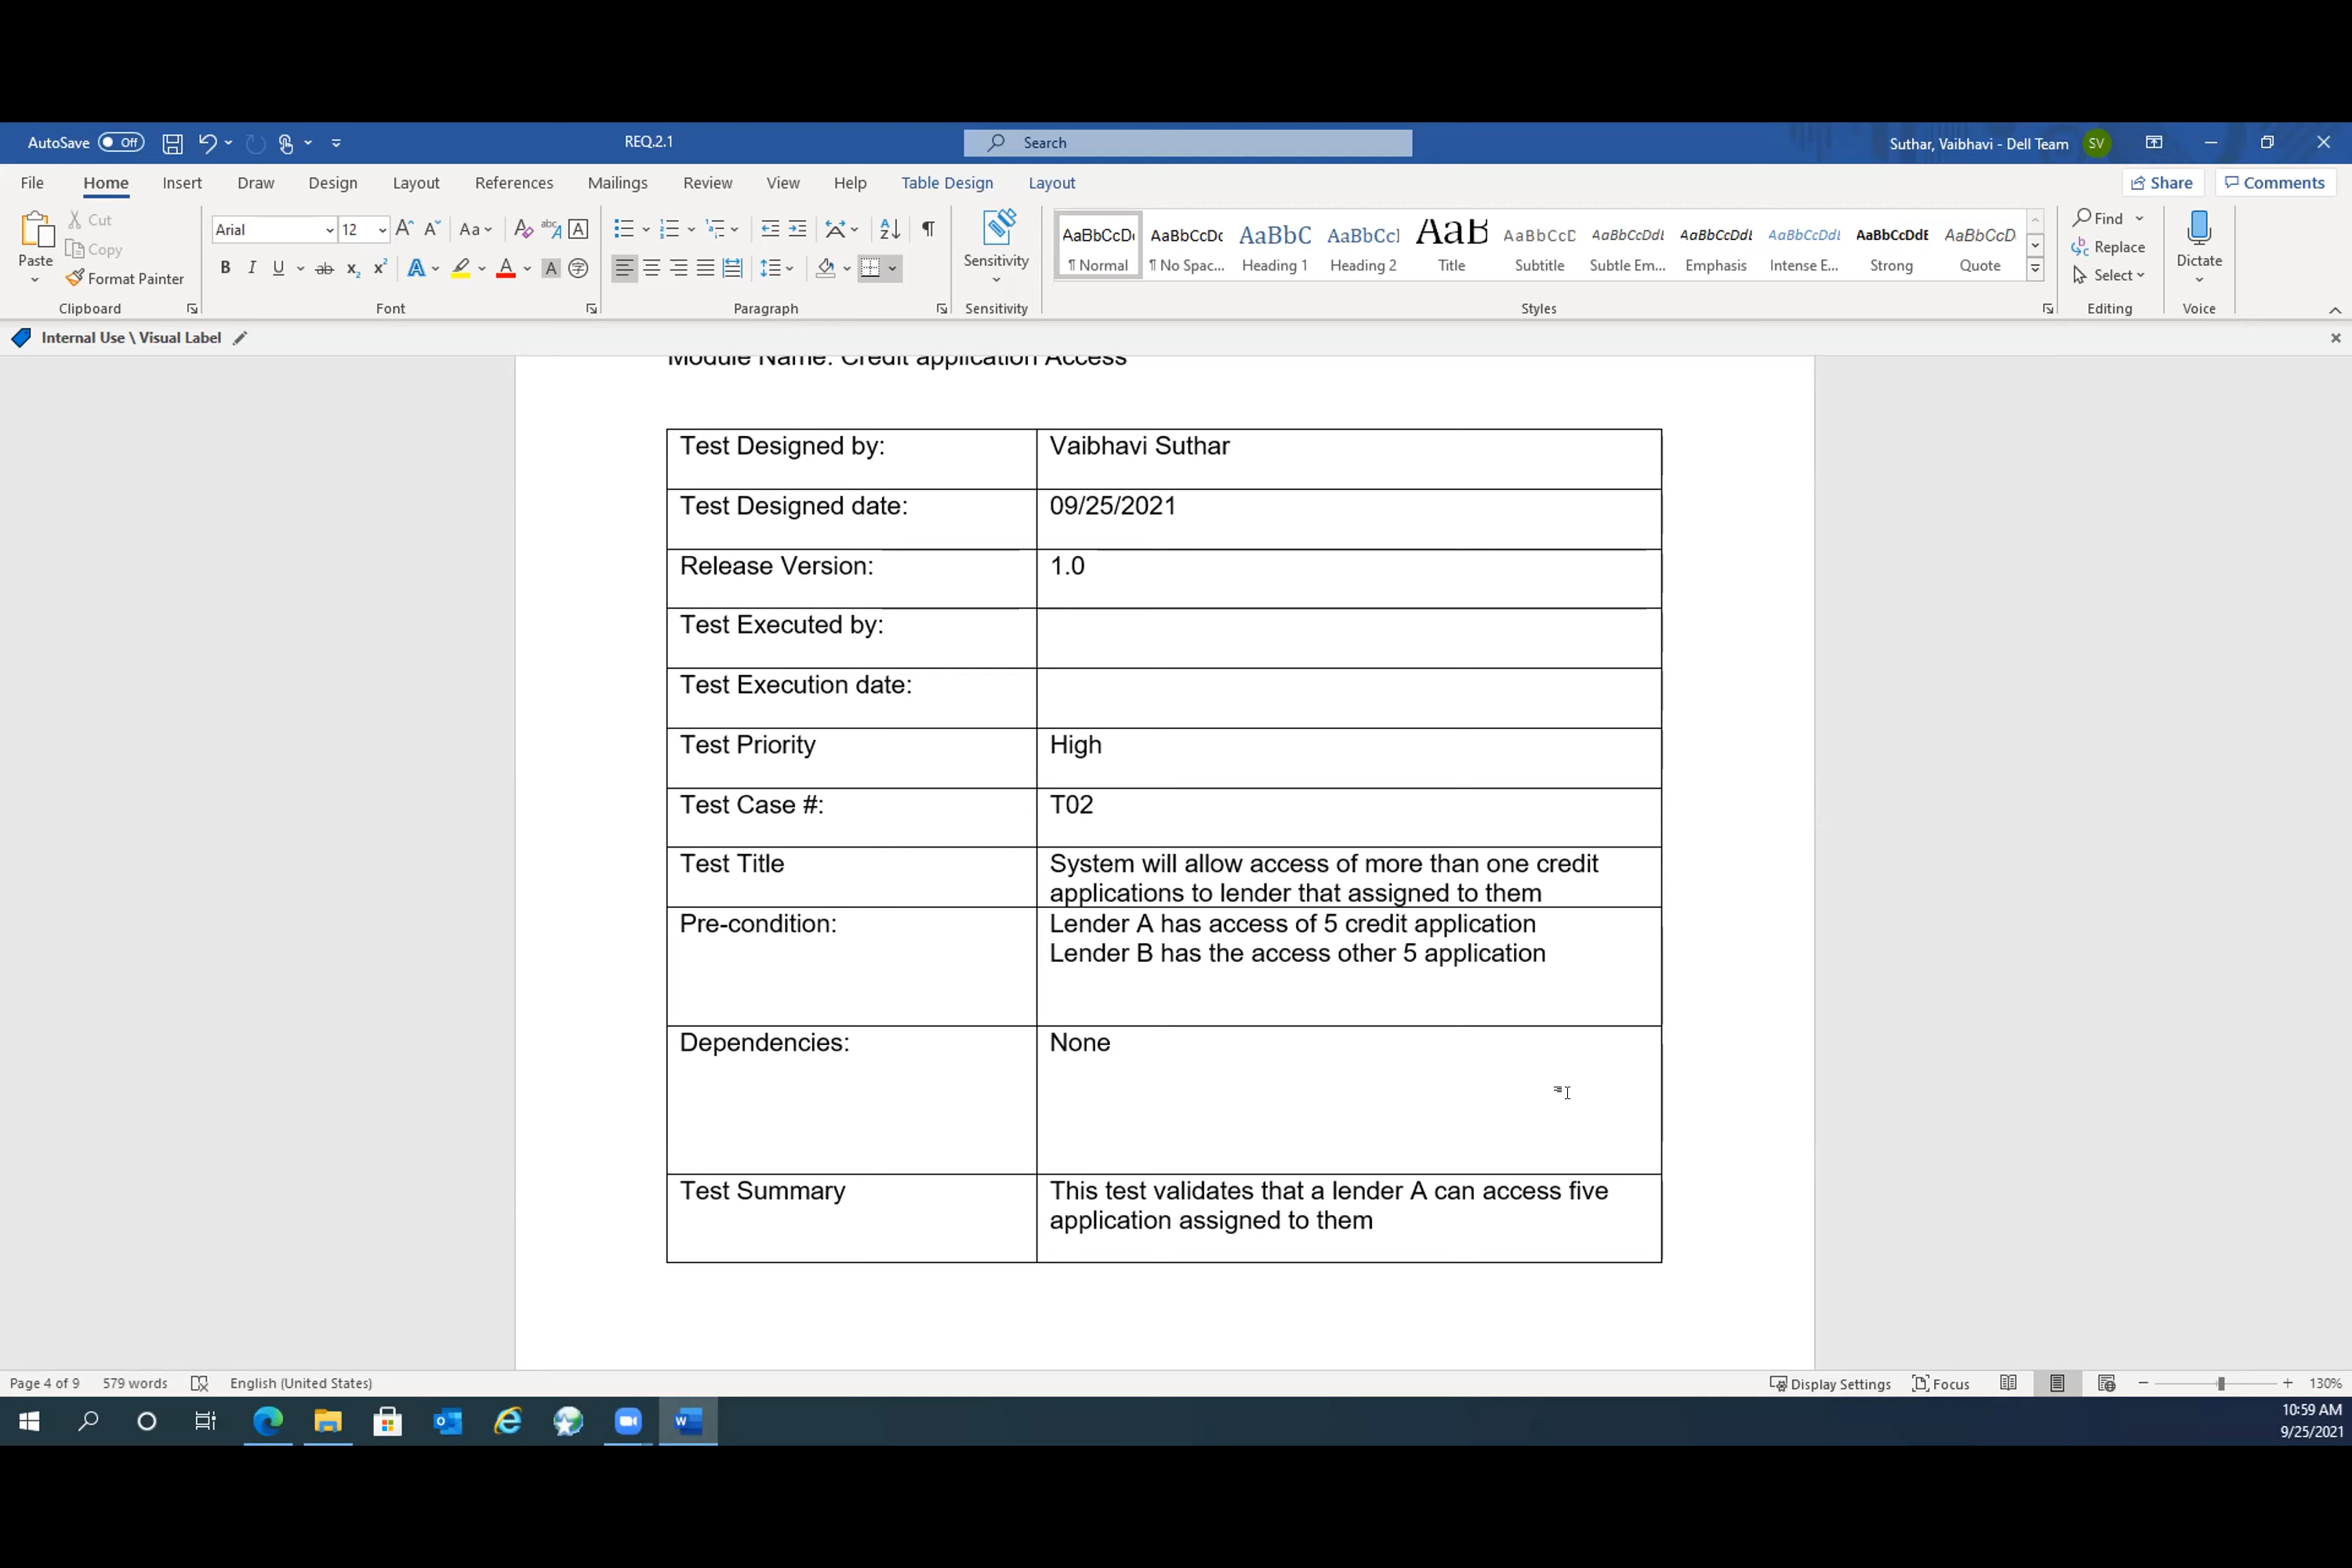 AutoSave Off REQ.2.1 Search Suthar, Vaibhavi - Dell Team SV
File Home Insert Draw Design Layout References Mailings Review View Help Table Design Layout Share Comments
Paste Cut Copy Format Painter
Clipboard
Arial 12 Aa A
B I U ab x₂ x² A A A
Font
Paragraph
Sensitivity
Sensitivity
AaBbCcDc AaBbCcDc AaBbC AaBbCc AaB AaBbCcD AaBbCcDdE AaBbCcDdE AaBbCcDdE AaBbCcDdE AaBbCcD
¶ Normal ¶ No Spac... Heading 1 Heading 2 Title Subtitle Subtle Em... Emphasis Intense E... Strong Quote
Styles
Find
Replace
Select
Editing
Dictate
Voice
Internal Use \ Visual Label
Module Name: Credit application Access
Test Designed by: Vaibhavi Suthar
Test Designed date: 09/25/2021
Release Version: 1.0
Test Executed by:
Test Execution date:
Test Priority High
Test Case #: T02
Test Title System will allow access of more than one credit
applications to lender that assigned to them
Pre-condition: Lender A has access of 5 credit application
Lender B has the access other 5 application
Dependencies: None
Test Summary This test validates that a lender A can access five
application assigned to them
Page 4 of 9 579 words English (United States) Display Settings Focus 130%
10:59 AM
9/25/2021